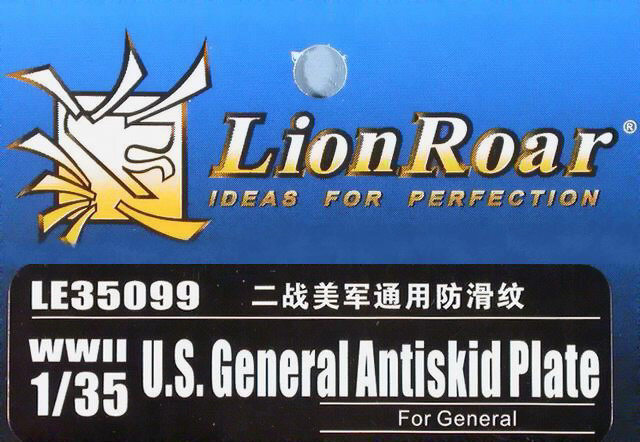 LionRoar®
IDEAS FOR PERFECTION
LE35099 二战美军通用防滑纹
WWII
1/35 U.S. General Antiskid Plate
For General